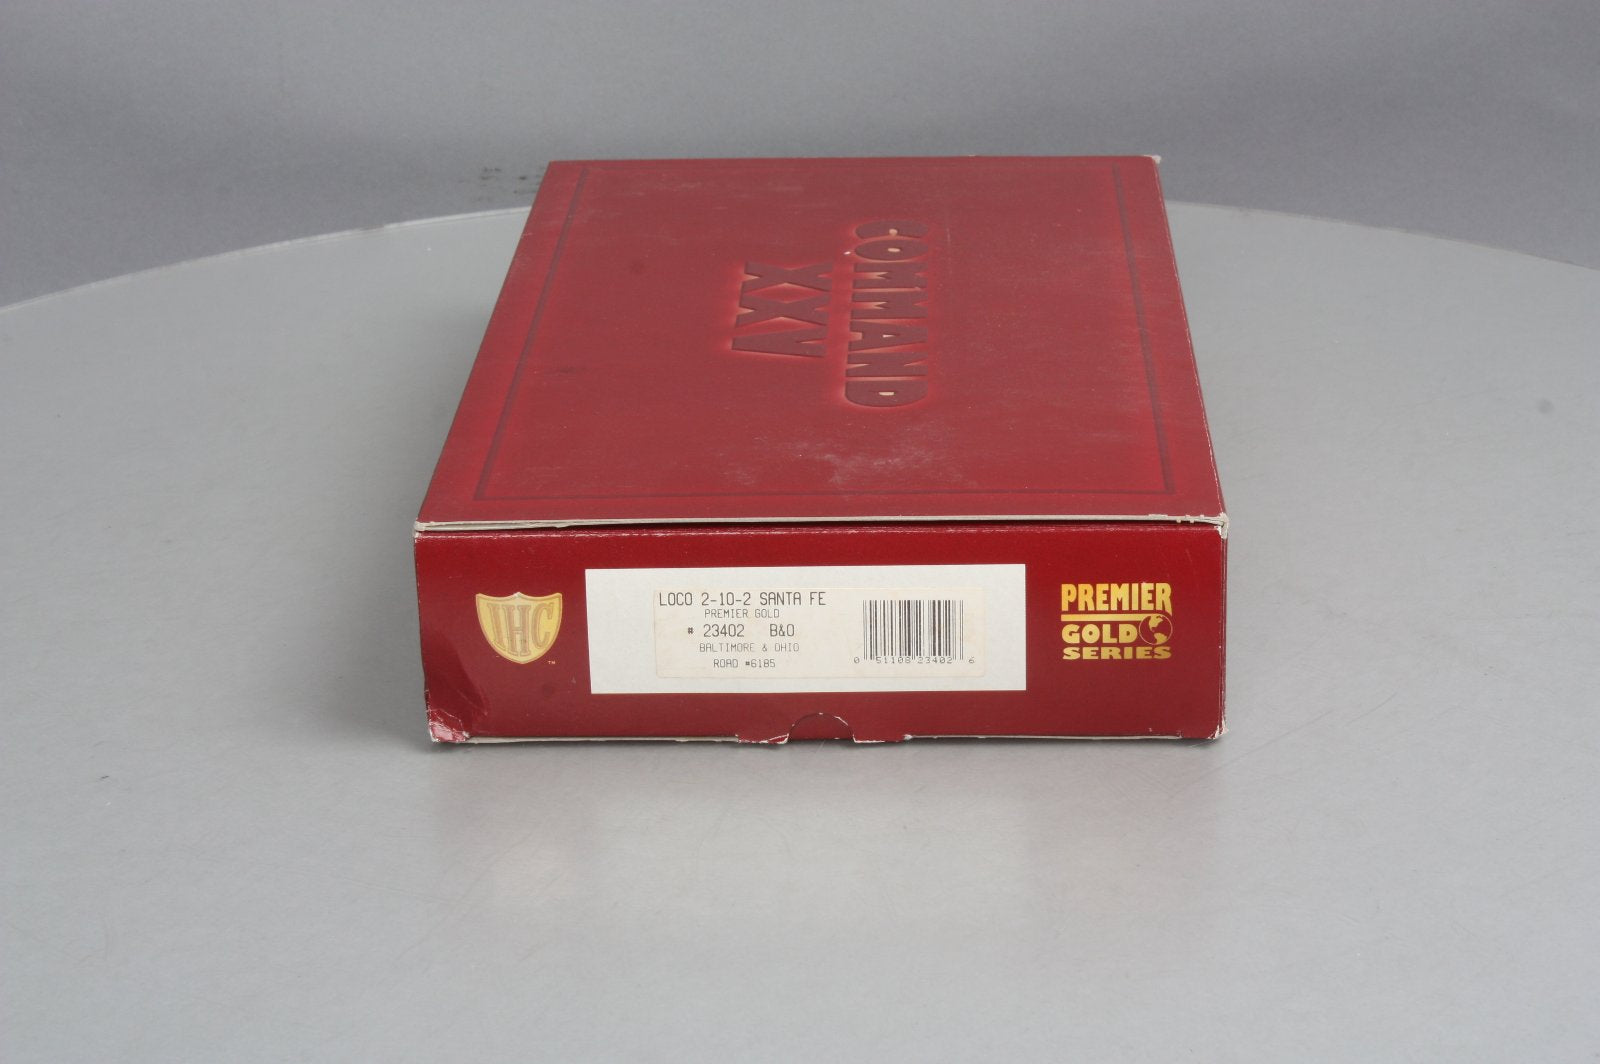 COMMAND
XXV
IHC
™
LOCO 2-10-2 SANTA FE
PREMIER GOLD
# 23402 B&O
BALTIMORE & OHIO
ROAD #6185
0 51108 23402 6
PREMIER
GOLD
SERIES